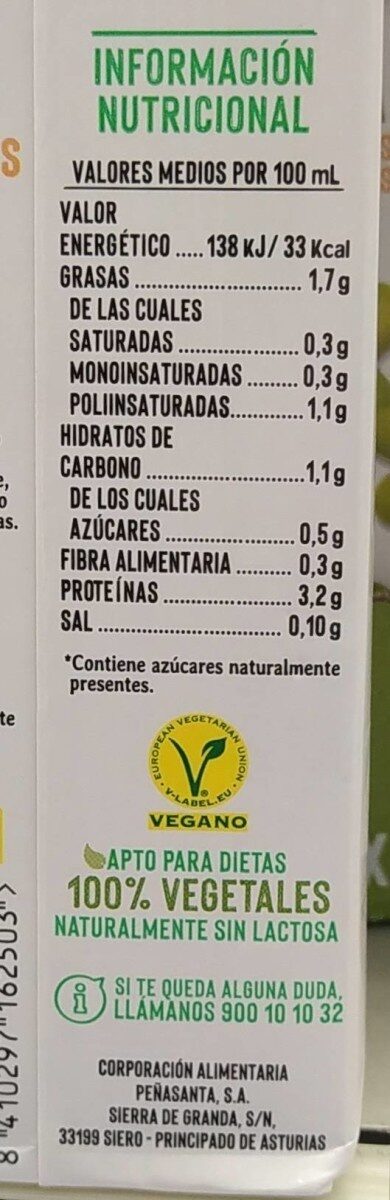 INFORMACIÓN
NUTRICIONAL
VALORES MEDIOS POR 100 mL
VALOR
ENERGÉTICO ..... 138 KJ/ 33 Kcal
GRASAS ............................ 1,7 g
DE LAS CUALES
SATURADAS .................... 0,3 g
MONOINSATURADAS ......... 0,3 g
POLIINSATURADAS............ 1,1 g
HIDRATOS DE
CARBONO ..........................1,1 g
DE LOS CUALES
AZÚCARES ...................... 0,5 g
FIBRA ALIMENTARIA .......... 0,3 g
PROTEÍNAS ...................... 3,2 g
SAL ............................... 0,10 g
*Contiene azúcares naturalmente
presentes.
EUROPEAN VEGETARIAN UNION
V-LABEL.EU
®
VEGANO
APTO PARA DIETAS
100% VEGETALES
NATURALMENTE SIN LACTOSA
i SI TE QUEDA ALGUNA DUDA,
LLÁMANOS 900 10 10 32
CORPORACIÓN ALIMENTARIA
PEÑASANTA, S.A.
SIERRA DE GRANDA, S/N,
33199 SIERO - PRINCIPADO DE ASTURIAS
8 410297 162503 >